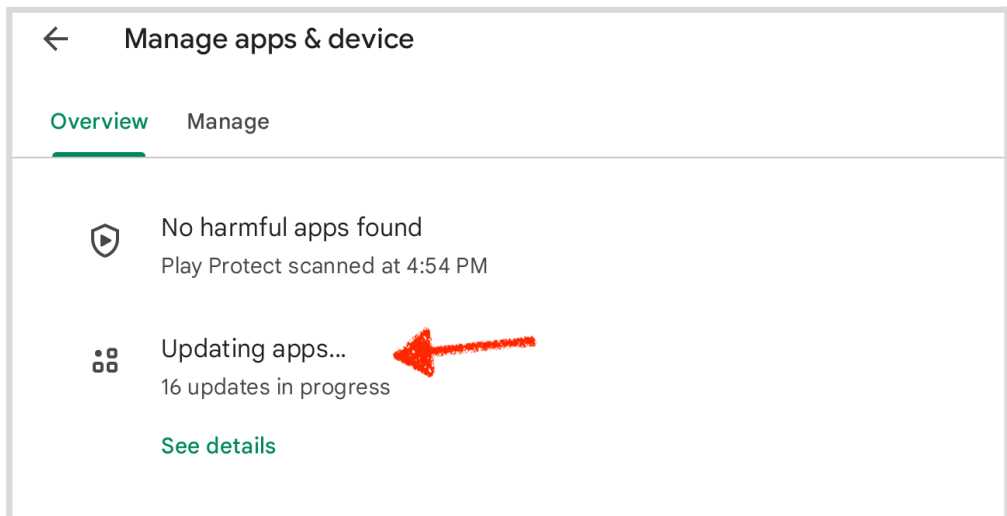 Manage apps & device
Overview Manage
No harmful apps found
Play Protect scanned at 4:54 PM
Updating apps...
16 updates in progress
See details